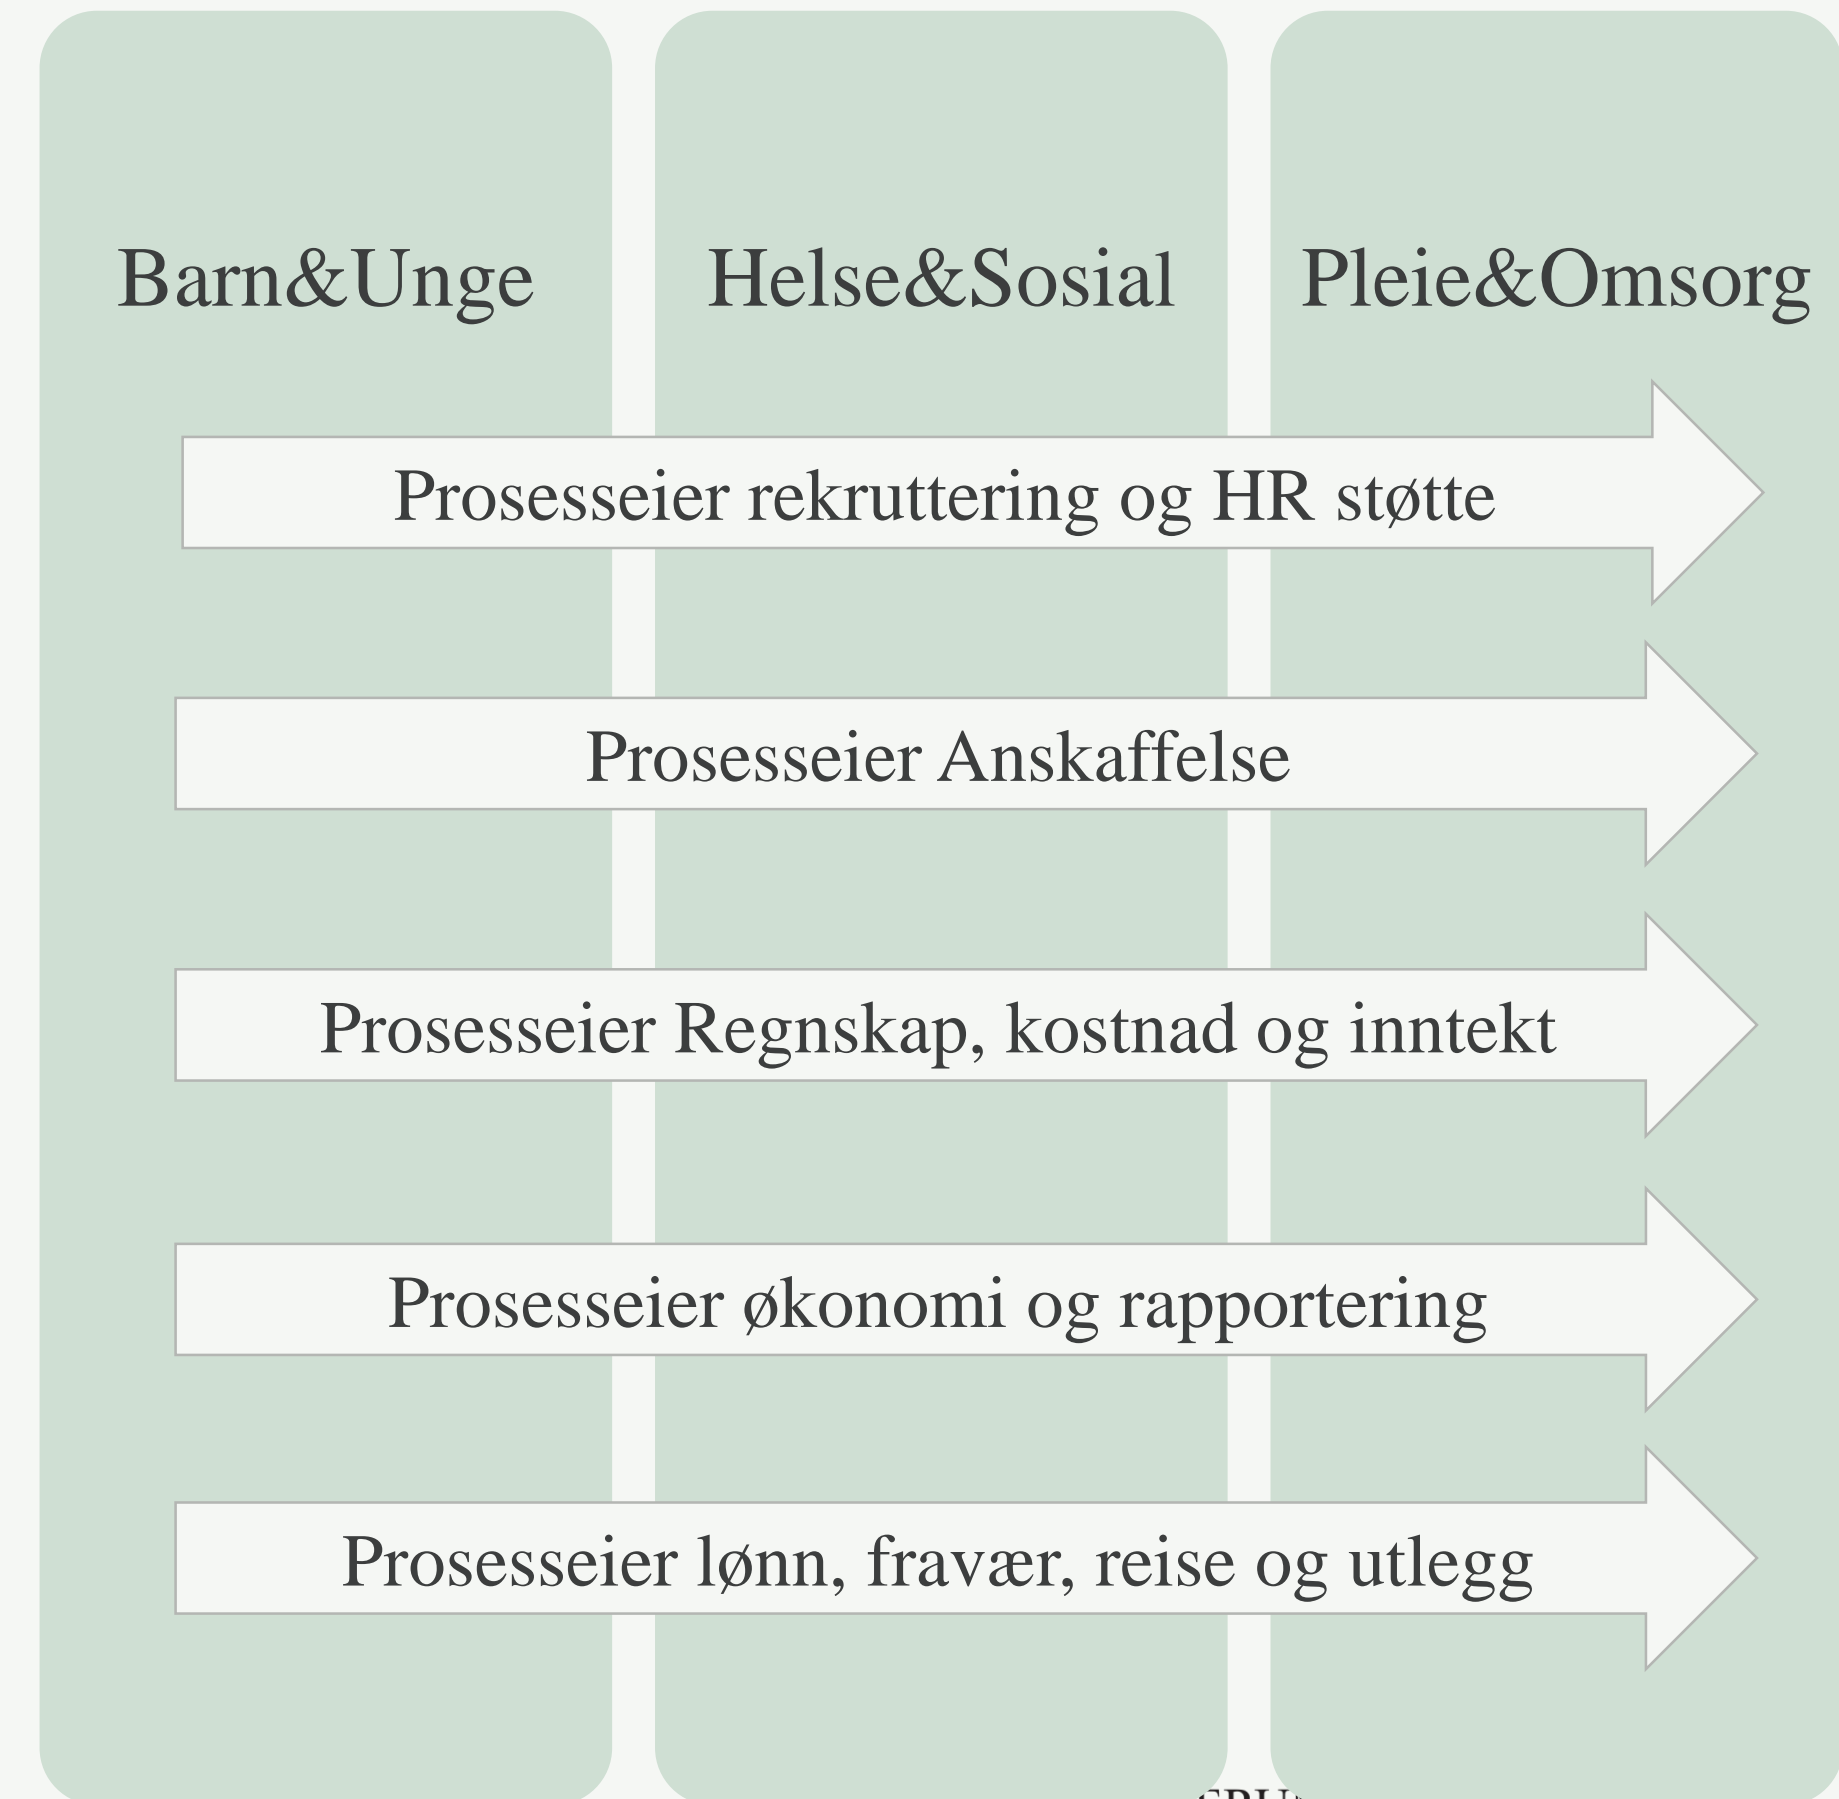 Barn&Unge Helse&Sosial Pleie&Omsorg
Prosesseier rekruttering og HR støtte
Prosesseier Anskaffelse
Prosesseier Regnskap, kostnad og inntekt
Prosesseier økonomi og rapportering
Prosesseier lønn, fravær, reise og utlegg